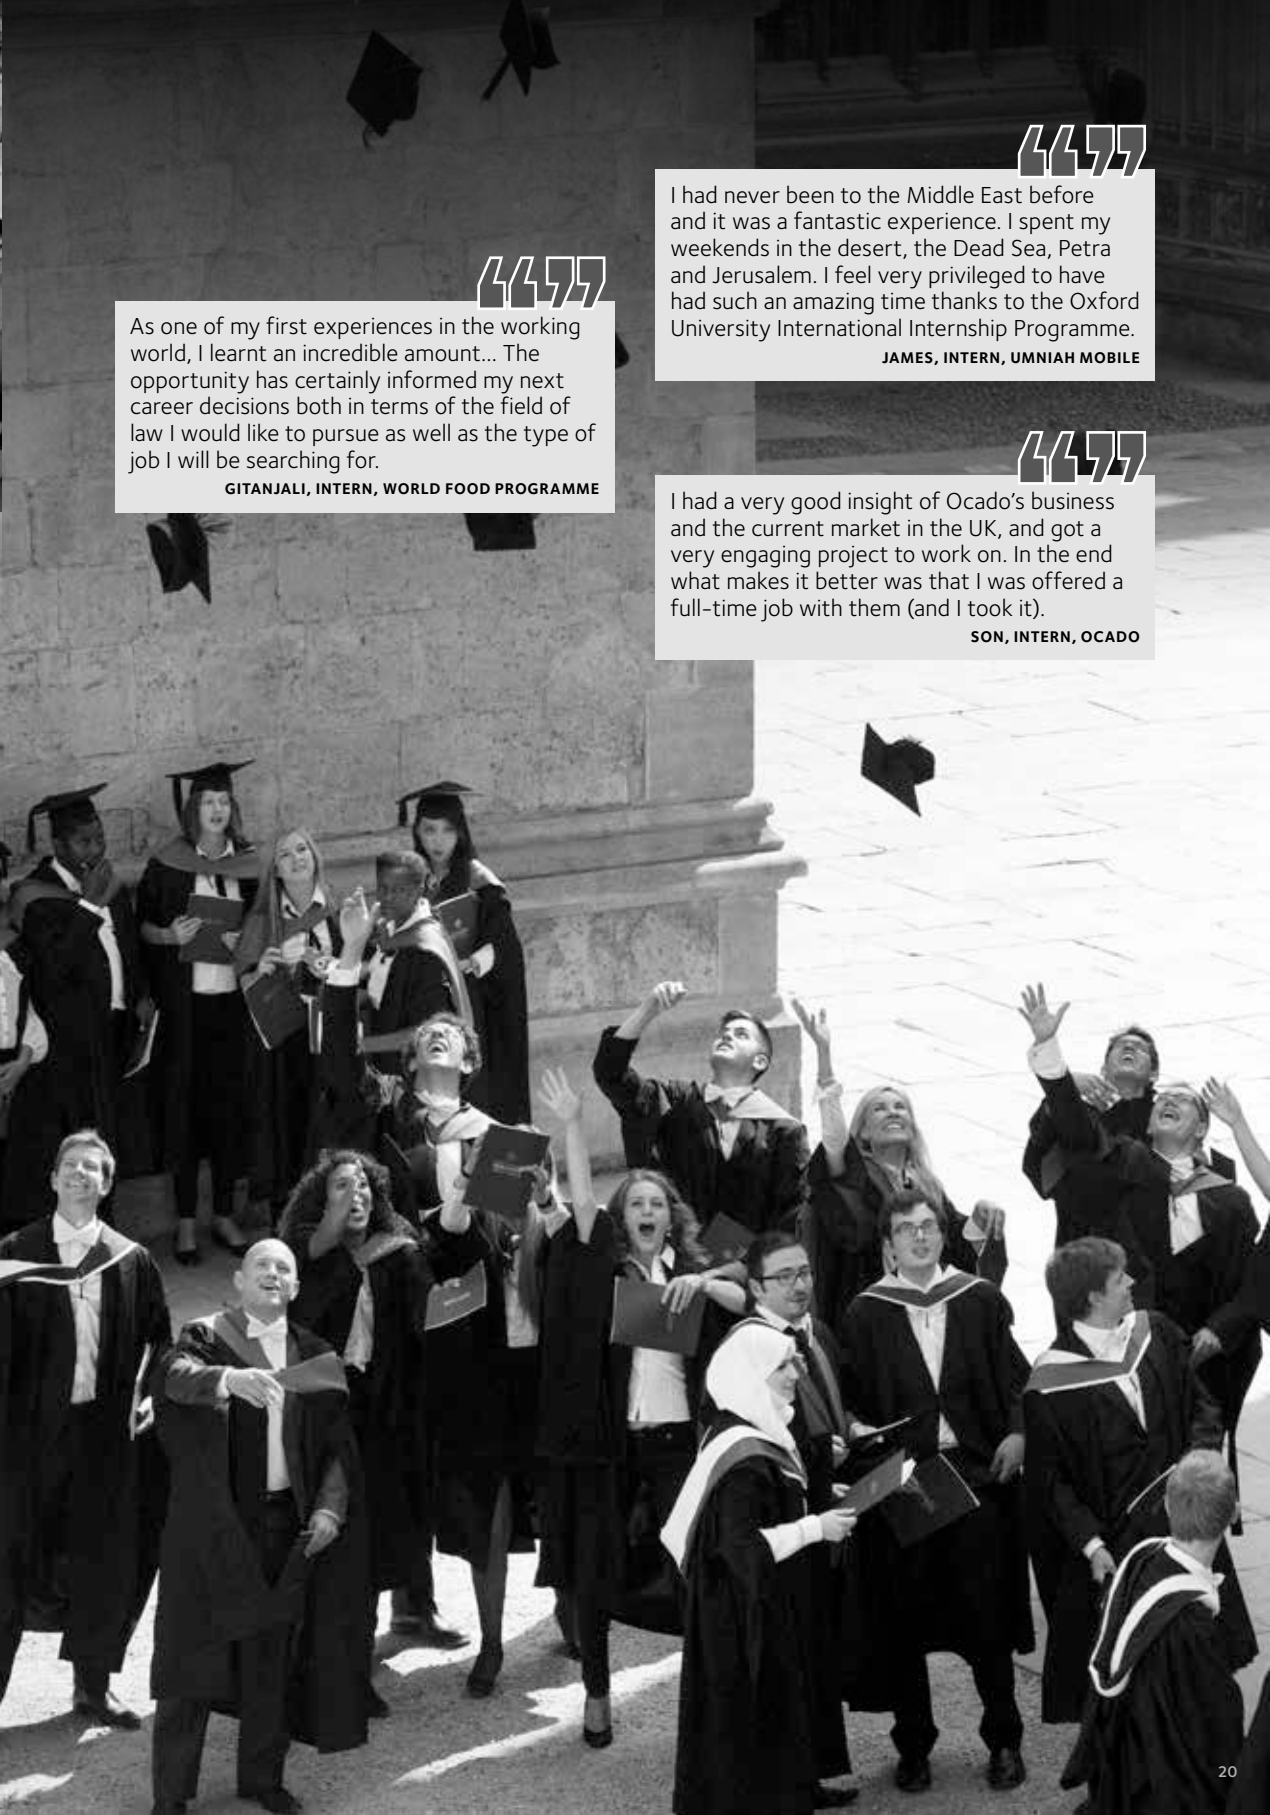 As one of my first experiences in the working
world, I learnt an incredible amount... The
opportunity has certainly informed my next
career decisions both in terms of the field of
law I would like to pursue as well as the type of
job I will be searching for.
GITANJALI, INTERN, WORLD FOOD PROGRAMME
I had never been to the Middle East before
and it was a fantastic experience. I spent my
weekends in the desert, the Dead Sea, Petra
and Jerusalem. I feel very privileged to have
had such an amazing time thanks to the Oxford
University International Internship Programme.
JAMES, INTERN, UMNIAH MOBILE
I had a very good insight of Ocado’s business
and the current market in the UK, and got a
very engaging project to work on. In the end
what makes it better was that I was offered a
full-time job with them (and I took it).
SON, INTERN, OCADO
20